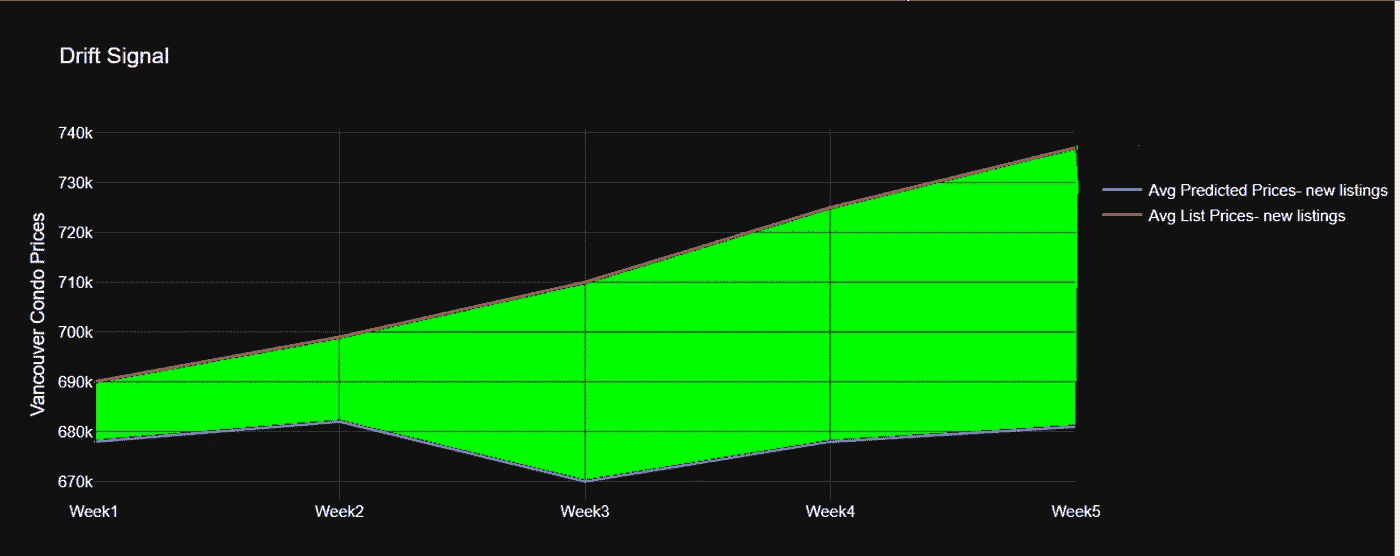 Drift Signal
740k
730k
720k
710k
700k
690k
680k
670k
Vancouver Condo Prices
Week1 Week2 Week3 Week4 Week5
Avg Predicted Prices- new listings
Avg List Prices- new listings